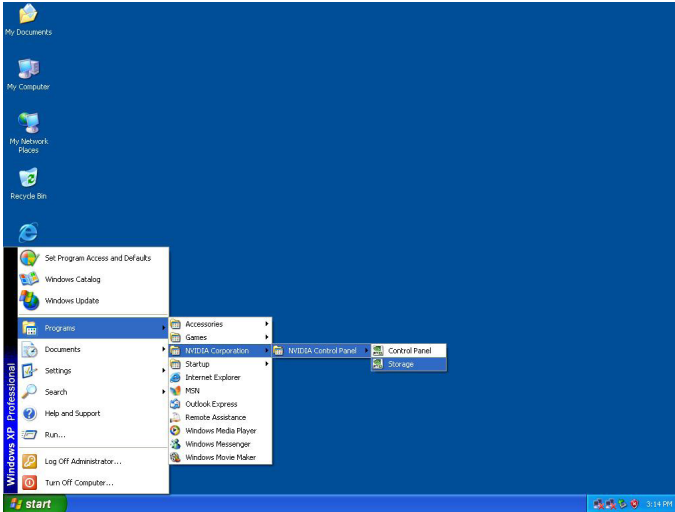 My Documents
My Computer
My Network
Places
Recycle Bin
Set Program Access and Defaults
Windows Catalog
Windows Update
Programs
Documents
Settings
Search
Help and Support
Run...
Log Off Administrator...
Turn Off Computer...
Windows XP Professional
Accessories
Games
NVIDIA Corporation
Startup
Internet Explorer
MSN
Outlook Express
Remote Assistance
Windows Media Player
Windows Messenger
Windows Movie Maker
NVIDIA Control Panel
Control Panel
Storage
start
3:14 PM